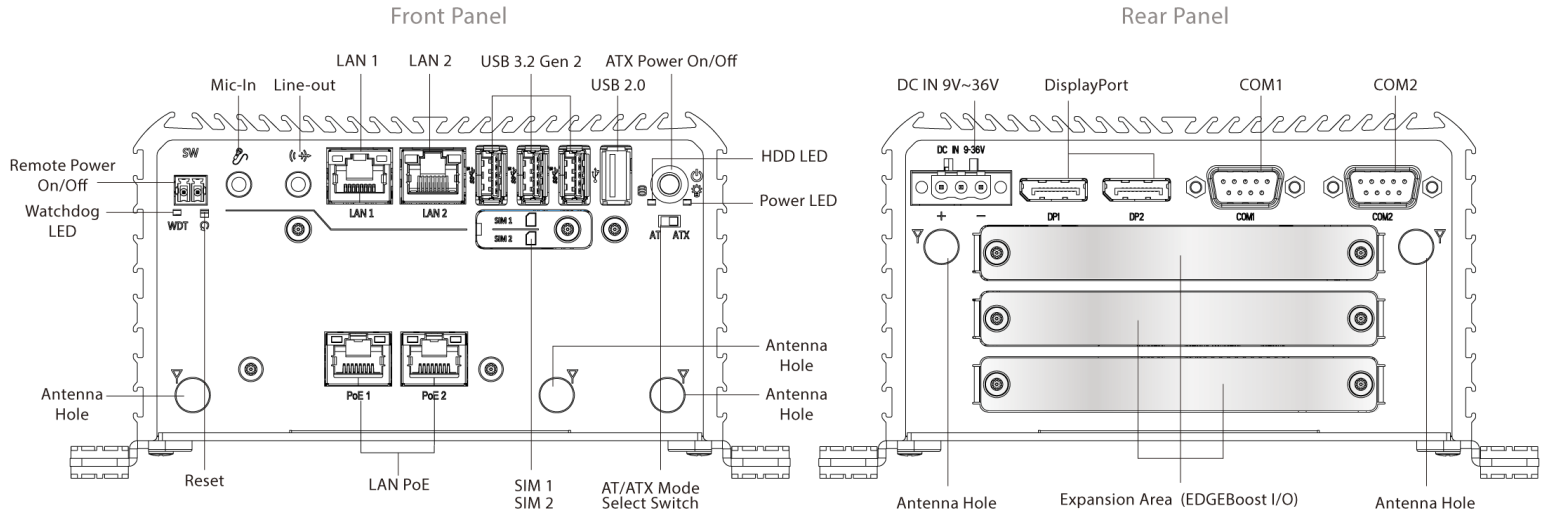 Front Panel
Rear Panel
LAN 1
LAN 2
USB 3.2 Gen 2
ATX Power On/Off
Mic-In
Line-out
USB 2.0
DC IN 9V~36V
DisplayPort
COM1
COM2
SW
DC IN 9-36V
Remote Power
On/Off
HDD LED
Watchdog
LED
Power LED
LAN 1
LAN 2
SIM 1
SIM 2
WDT
AT ATX
+ −
DP1
DP2
COM1
COM2
Antenna
Hole
PoE 1
PoE 2
Antenna
Hole
Antenna
Hole
Reset
LAN PoE
SIM 1
SIM 2
AT/ATX Mode
Select Switch
Antenna Hole
Expansion Area (EDGEBoost I/O)
Antenna Hole